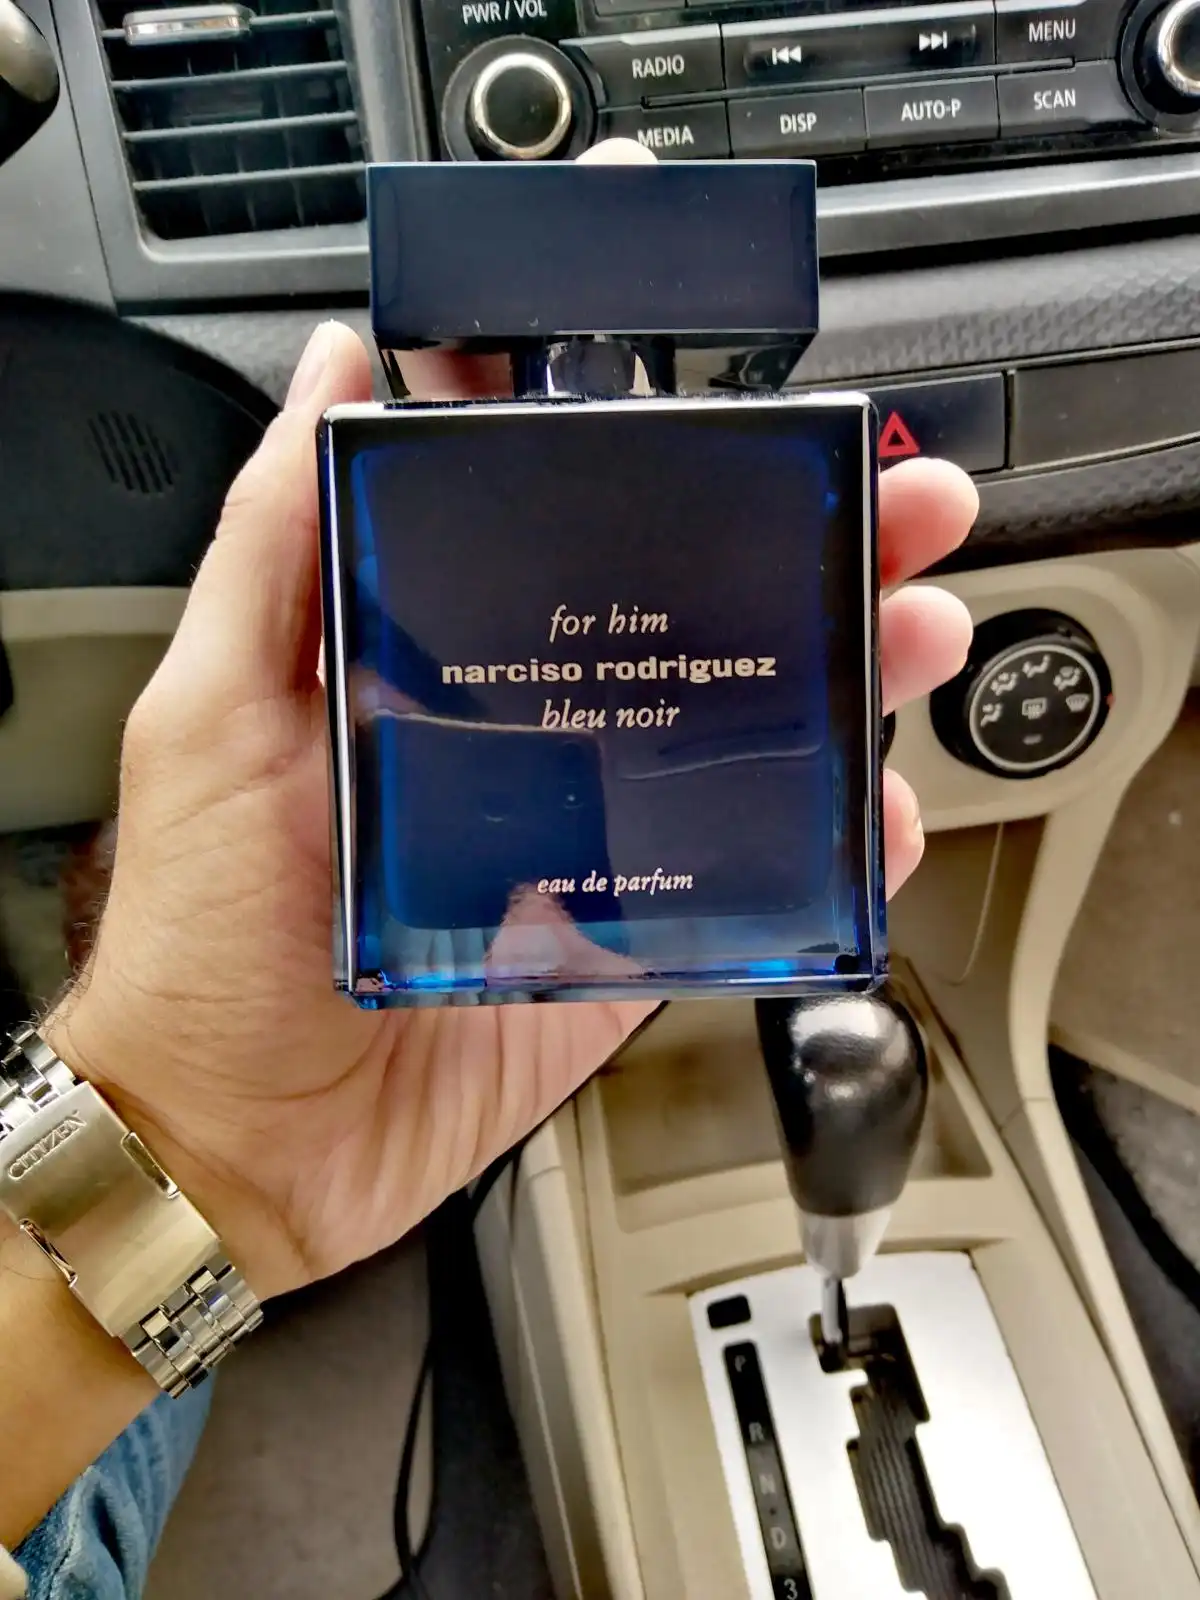 PWR / VOL
RADIO
MENU
MEDIA
DISP
AUTO-P
SCAN
for him
narciso rodriguez
bleu noir
eau de parfum
CITIZEN
P
R
N
D
3